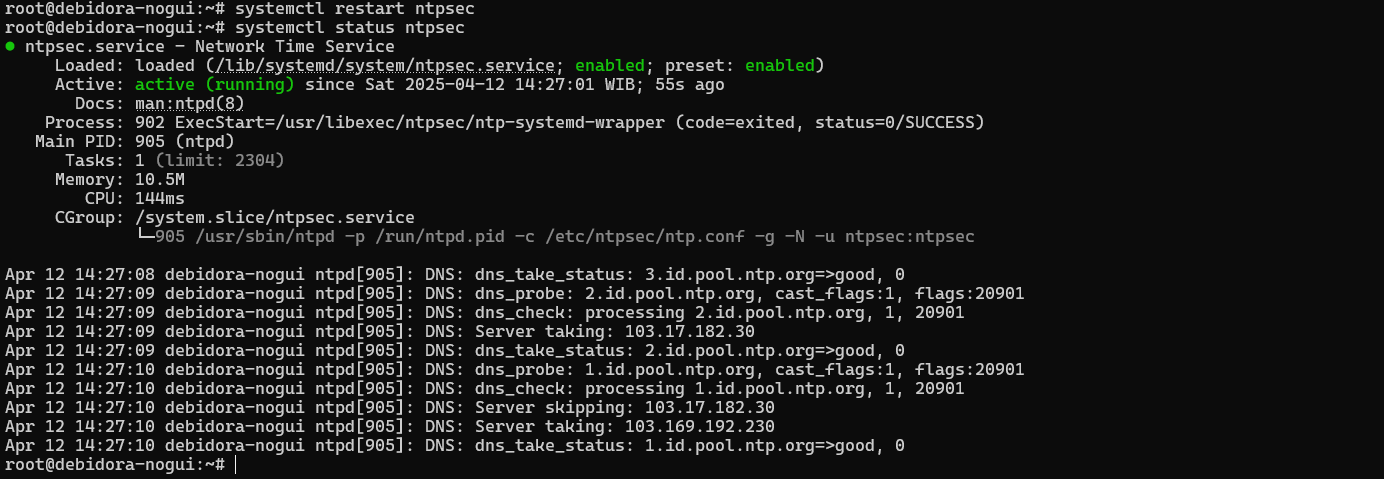 root@debidora-nogui:~# systemctl restart ntpsec
root@debidora-nogui:~# systemctl status ntpsec
● ntpsec.service - Network Time Service
     Loaded: loaded (/lib/systemd/system/ntpsec.service; enabled; preset: enabled)
     Active: active (running) since Sat 2025-04-12 14:27:01 WIB; 55s ago
       Docs: man:ntpd(8)
    Process: 902 ExecStart=/usr/libexec/ntpsec/ntp-systemd-wrapper (code=exited, status=0/SUCCESS)
   Main PID: 905 (ntpd)
      Tasks: 1 (limit: 2304)
     Memory: 10.5M
        CPU: 144ms
     CGroup: /system.slice/ntpsec.service
             └─905 /usr/sbin/ntpd -p /run/ntpd.pid -c /etc/ntpsec/ntp.conf -g -N -u ntpsec:ntpsec

Apr 12 14:27:08 debidora-nogui ntpd[905]: DNS: dns_take_status: 3.id.pool.ntp.org=>good, 0
Apr 12 14:27:09 debidora-nogui ntpd[905]: DNS: dns_probe: 2.id.pool.ntp.org, cast_flags:1, flags:20901
Apr 12 14:27:09 debidora-nogui ntpd[905]: DNS: dns_check: processing 2.id.pool.ntp.org, 1, 20901
Apr 12 14:27:09 debidora-nogui ntpd[905]: DNS: Server taking: 103.17.182.30
Apr 12 14:27:09 debidora-nogui ntpd[905]: DNS: dns_take_status: 2.id.pool.ntp.org=>good, 0
Apr 12 14:27:10 debidora-nogui ntpd[905]: DNS: dns_probe: 1.id.pool.ntp.org, cast_flags:1, flags:20901
Apr 12 14:27:10 debidora-nogui ntpd[905]: DNS: dns_check: processing 1.id.pool.ntp.org, 1, 20901
Apr 12 14:27:10 debidora-nogui ntpd[905]: DNS: Server skipping: 103.17.182.30
Apr 12 14:27:10 debidora-nogui ntpd[905]: DNS: Server taking: 103.169.192.230
Apr 12 14:27:10 debidora-nogui ntpd[905]: DNS: dns_take_status: 1.id.pool.ntp.org=>good, 0
root@debidora-nogui:~#